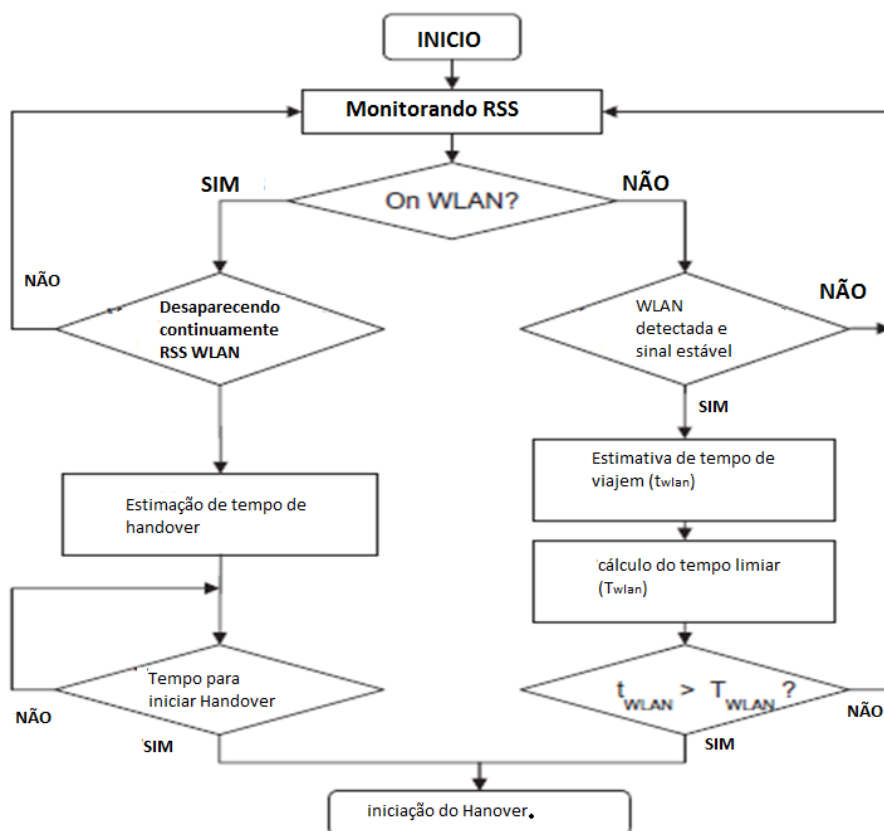 INICIO
Monitorando RSS
SIM
NÃO
On WLAN?
NÃO
Desaparecendo
continuamente
RSS WLAN
WLAN
detectada e
sinal estável
NÃO
SIM
Estimação de tempo de
handover
Estimativa de tempo de
viajem (twlan)
cálculo do tempo limiar
(Twlan)
Tempo para
iniciar Handover
NÃO
SIM
tWLAN > TWLAN ?
NÃO
SIM
iniciação do Hanover.